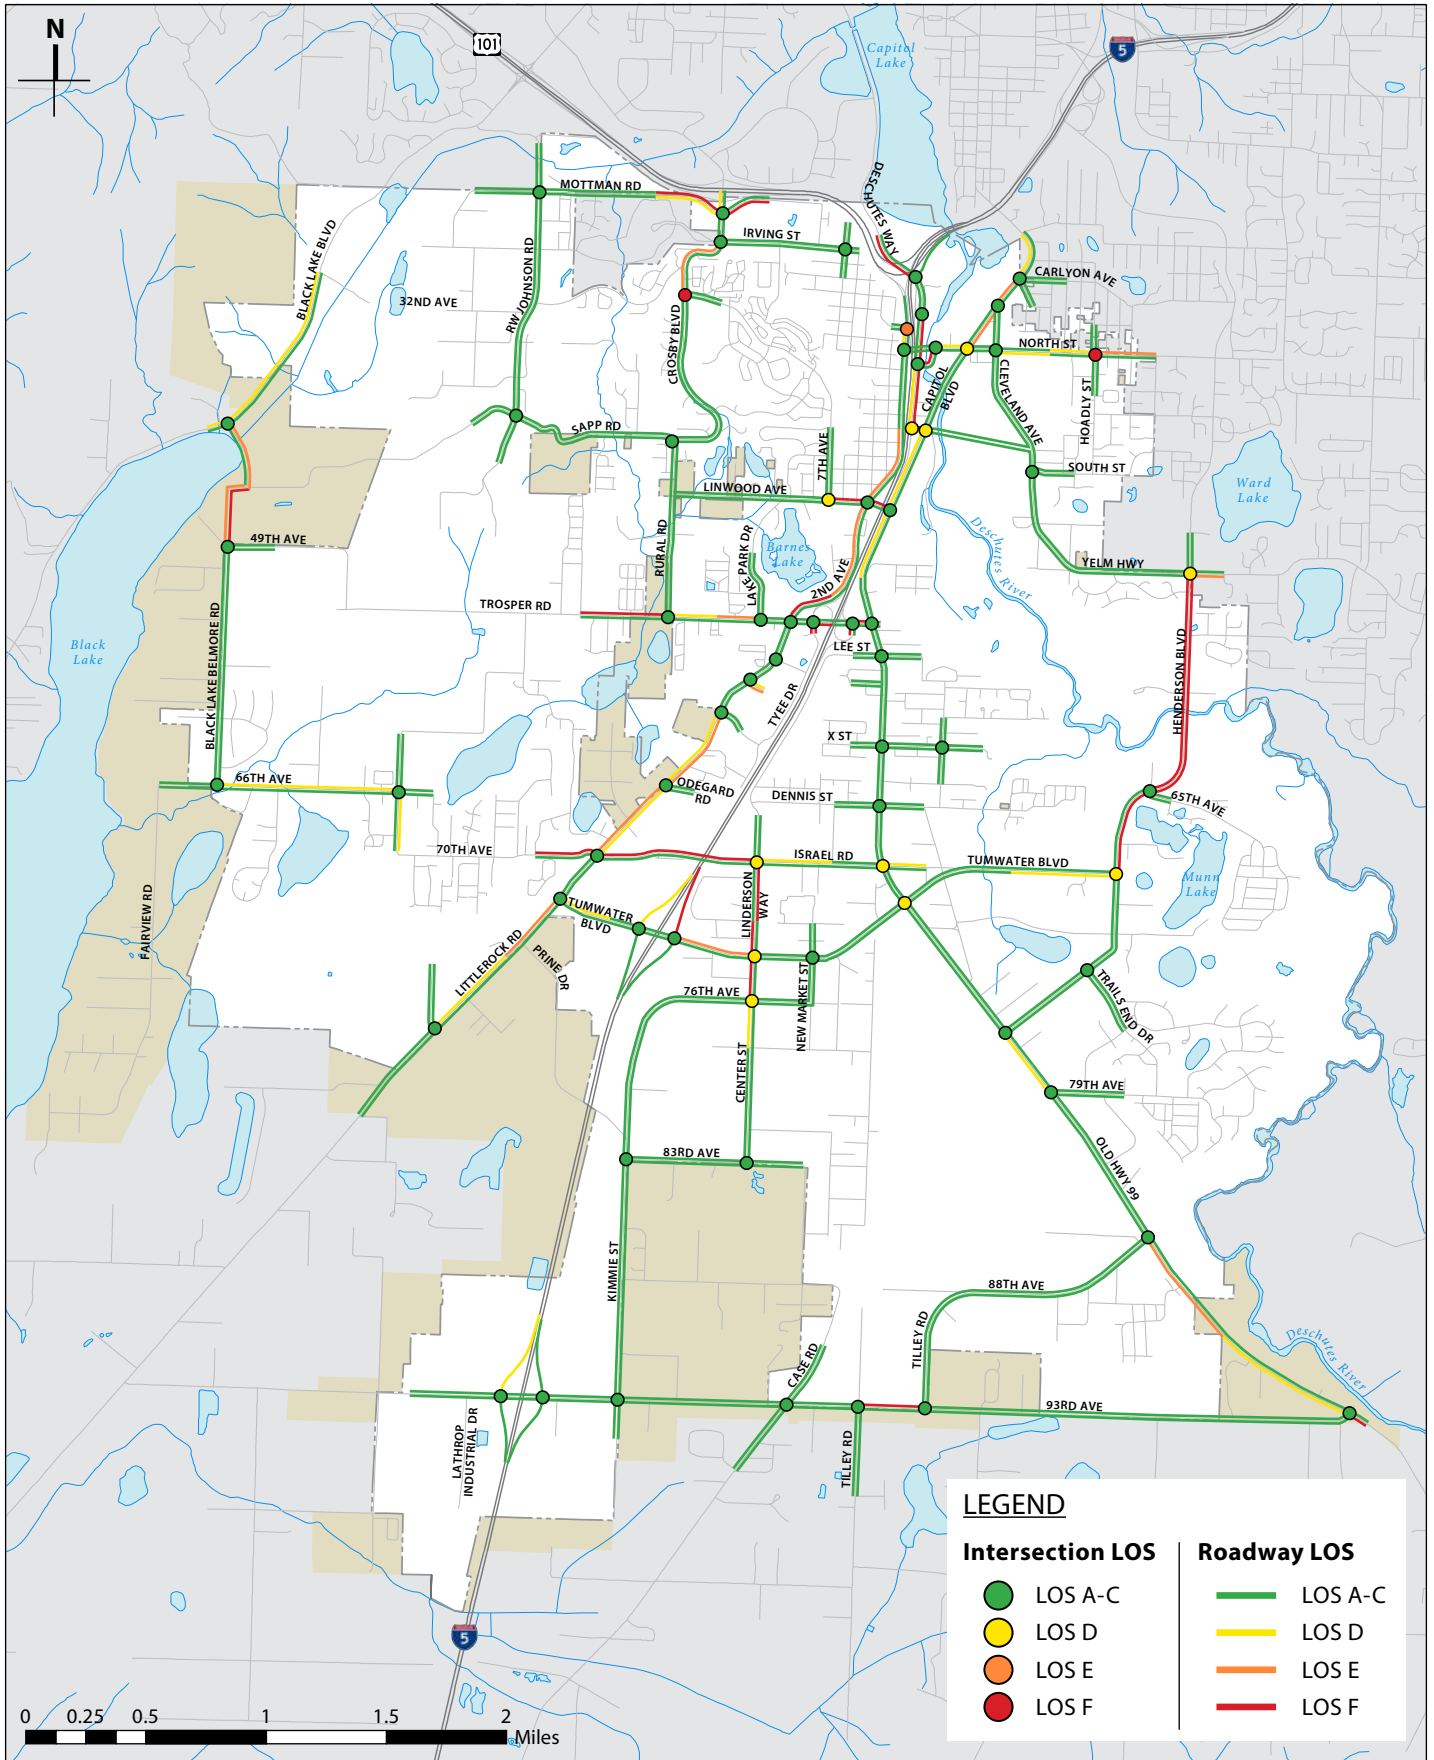 N
101
5
Capitol
Lake
DESCHUTES WAY
MOTTMAN RD
IRVING ST
BLACK LAKE BLVD
RW JOHNSON RD
32ND AVE
CARLYON AVE
CROSBY BLVD
NORTH ST
CAPITOL
BLVD
CLEVELAND AVE
HOADLY ST
SAPP RD
7TH AVE
SOUTH ST
LINWOOD AVE
Ward
Lake
49TH AVE
RURAL RD
LAKE PARK DR
Barnes
Lake
2ND AVE
Deschutes
River
YELM HWY
TROSPER RD
LEE ST
Black
Lake
BLACK LAKE BELMORE RD
TYEE DR
HENDERSON BLVD
X ST
66TH AVE
ODEGARD
RD
DENNIS ST
65TH AVE
70TH AVE
ISRAEL RD
TUMWATER BLVD
Munn
Lake
FAIRVIEW RD
TUMWATER
BLVD
LINDERSON
WAY
LITTLEROCK RD
PRINE DR
76TH AVE
NEW MARKET ST
TRAILS END DR
CENTER ST
79TH AVE
83RD AVE
OLD HWY 99
KIMMIE ST
88TH AVE
TILLEY RD
CASE RD
Deschutes
River
93RD AVE
LATHROP
INDUSTRIAL DR
TILLEY RD
5
LEGEND
Intersection LOS
Roadway LOS
LOS A-C
LOS A-C
LOS D
LOS D
LOS E
LOS E
LOS F
LOS F
0 0.25 0.5 1 1.5 2
Miles